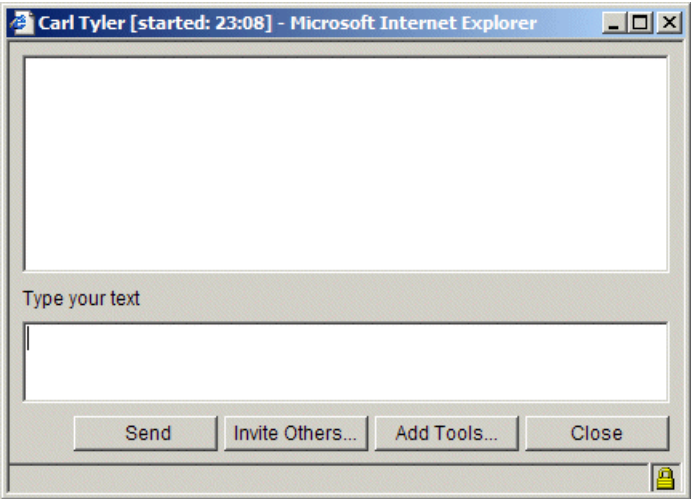 Carl Tyler [started: 23:08] - Microsoft Internet Explorer
Type your text
Send Invite Others... Add Tools... Close